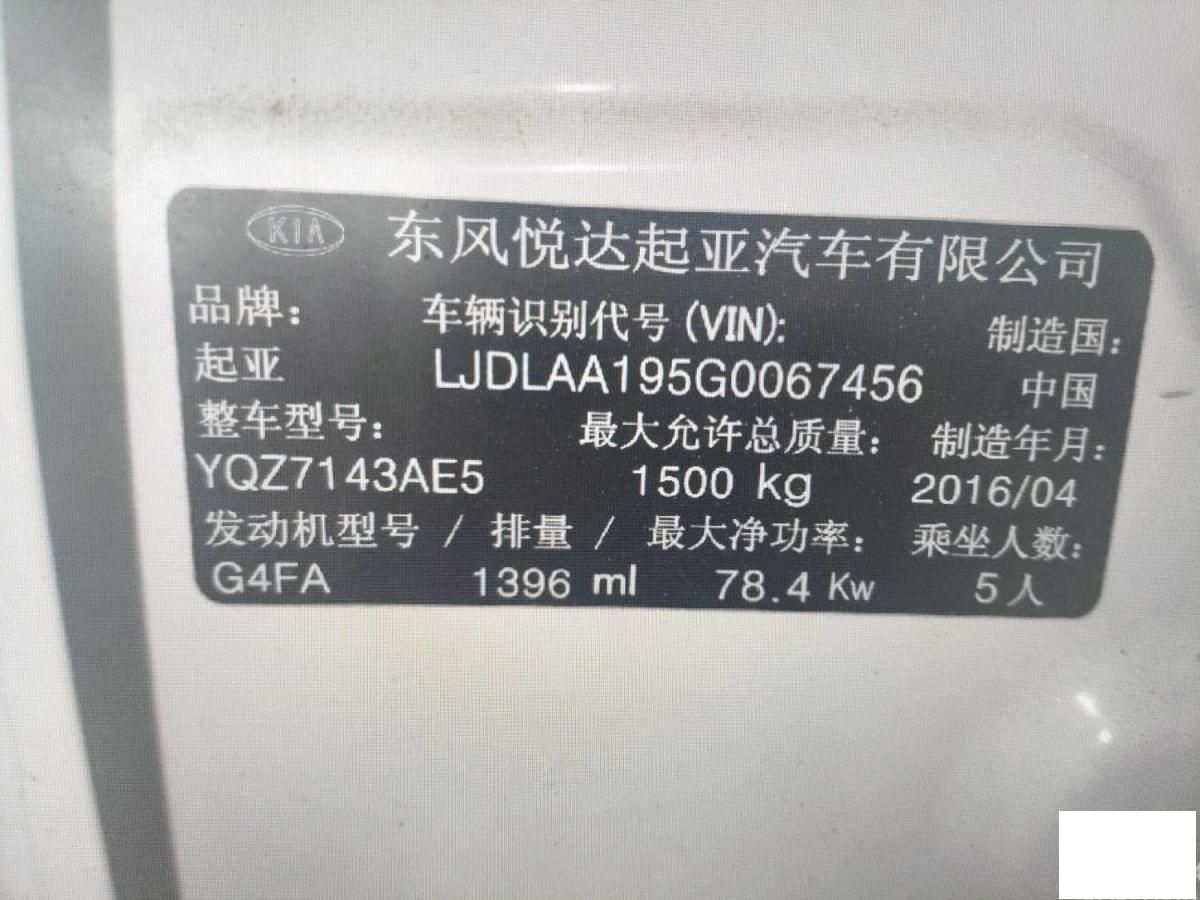 KIA 东风悦达起亚汽车有限公司
品牌: 车辆识别代号 (VIN): 制造国:
起亚 LJDLAA195G0067456 中国
整车型号: 最大允许总质量: 制造年月:
YQZ7143AE5 1500 kg 2016/04
发动机型号 / 排量 / 最大净功率: 乘坐人数:
G4FA 1396 ml 78.4 Kw 5人